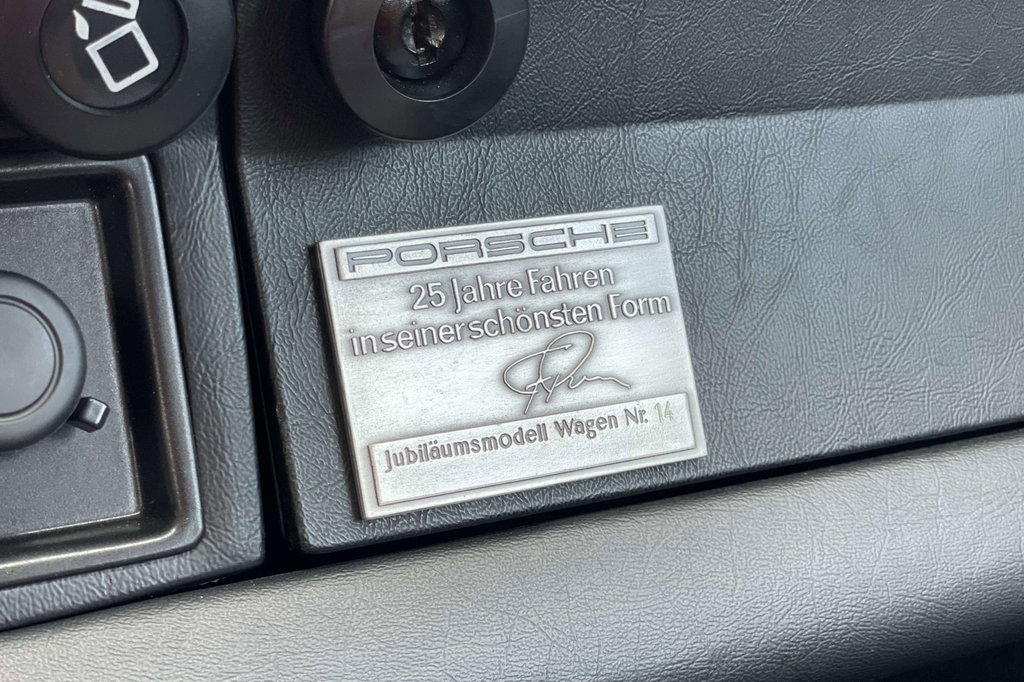 PORSCHE
25 Jahre Fahren
in seiner schönsten Form
Jubiläumsmodell Wagen Nr. 14